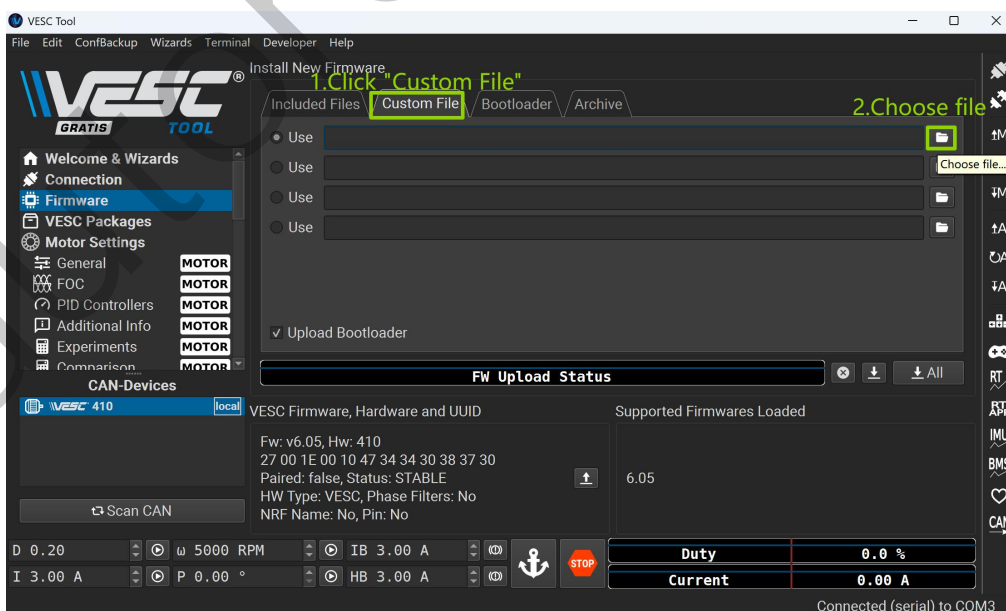 VESC Tool
File Edit ConfBackup Wizards Terminal Developer Help
VESC®
GRATIS TOOL
Install New Firmware
1.Click "Custom File"
Included Files Custom File Bootloader Archive
2.Choose file
Use
Choose file...
Use
Use
Use
Upload Bootloader
FW Upload Status
All
Welcome & Wizards
Connection
Firmware
VESC Packages
Motor Settings
General MOTOR
FOC MOTOR
PID Controllers MOTOR
Additional Info MOTOR
Experiments MOTOR
Comparison MOTOR
CAN-Devices
VESC 410 local
Scan CAN
VESC Firmware, Hardware and UUID
Fw: v6.05, Hw: 410
27 00 1E 00 10 47 34 34 30 38 37 30
Paired: false, Status: STABLE
HW Type: VESC, Phase Filters: No
NRF Name: No, Pin: No
Supported Firmwares Loaded
6.05
D 0.20 ω 5000 RPM IB 3.00 A
I 3.00 A P 0.00 ° HB 3.00 A
STOP
Duty 0.0 %
Current 0.00 A
Connected (serial) to COM3
RT
IMU
BMS
CAN